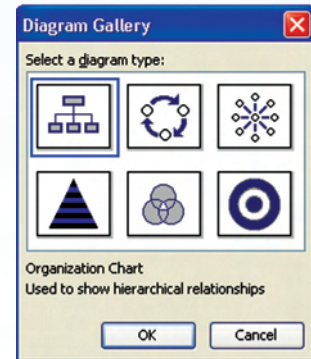 Diagram Gallery
Select a diagram type:
Organization Chart
Used to show hierarchical relationships
OK
Cancel